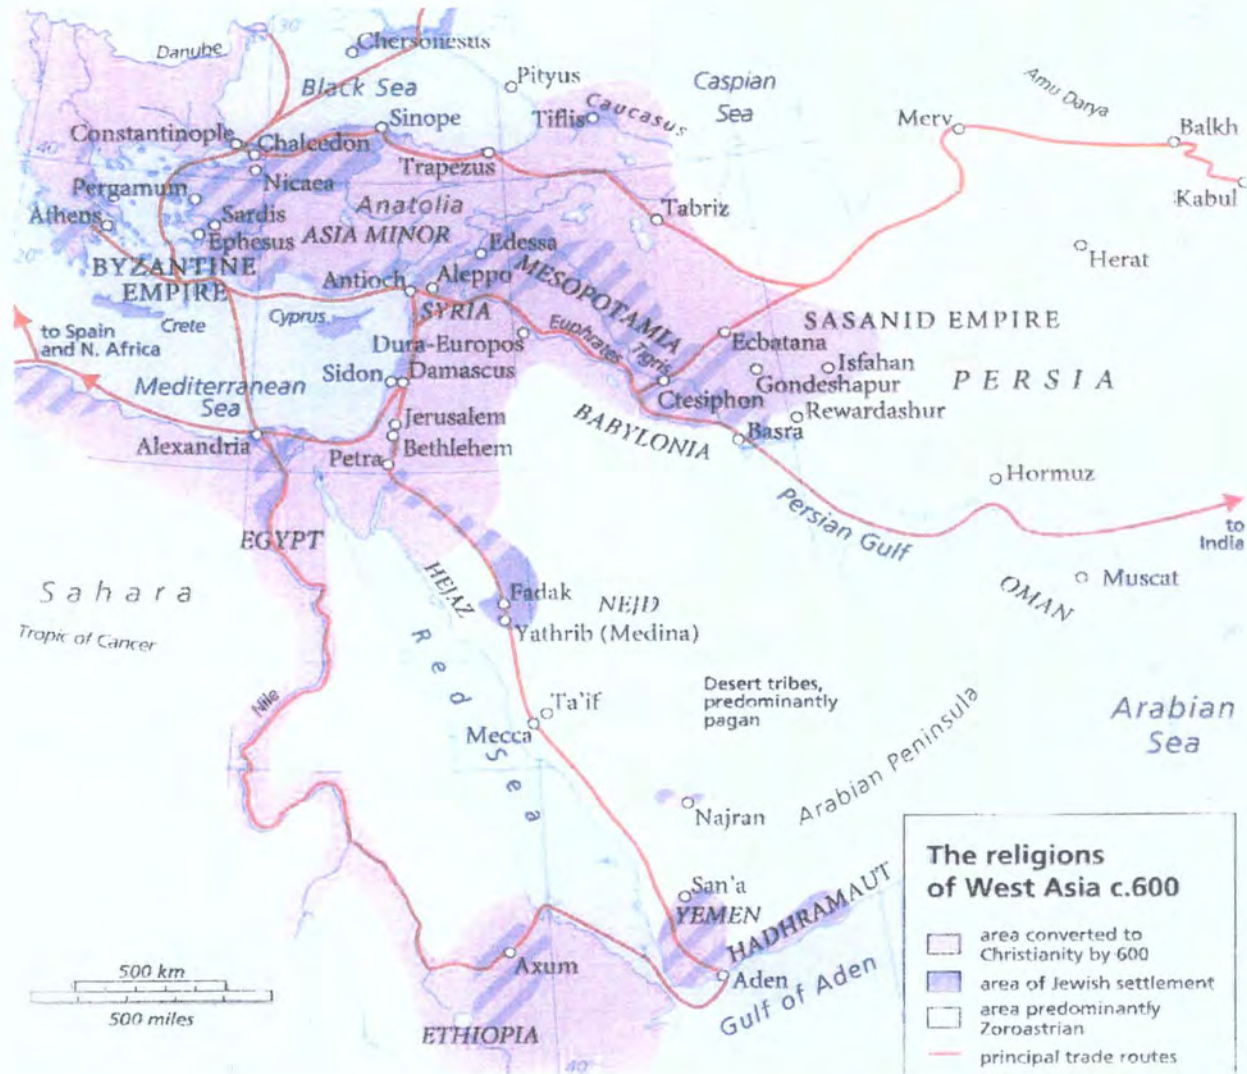 30°
Danube
Chersonesus
Black Sea
Pityus
Caspian
Sea
Amu Darya
Caucasus
Tiflis
Sinope
Merv
Balkh
Constantinople
40°
Chalcedon
Trapezus
Nicaea
Kabul
Pergamum
Anatolia
Tabriz
Athens
Sardis
Ephesus
ASIA MINOR
Edessa
Herat
20°
BYZANTINE
EMPIRE
Antioch
Aleppo
MESOPOTAMIA
SYRIA
Crete
Cyprus
to Spain
and N. Africa
Euphrates
Tigris
SASANID EMPIRE
Ecbatana
Dura-Europos
Isfahan
Gondeshapur
PERSIA
Sidon
Damascus
Mediterranean
Sea
Ctesiphon
Rewardashur
Jerusalem
BABYLONIA
Basra
Alexandria
Bethlehem
Petra
Hormuz
Persian Gulf
to
India
EGYPT
HEJAZ
Sahara
Fadak
NEJD
OMAN
Muscat
Tropic of Cancer
Yathrib (Medina)
Red Sea
Nile
Desert tribes,
predominantly
pagan
Ta'if
Mecca
Arabian Peninsula
Arabian
Sea
Najran
San'a
YEMEN
HADHRAMAUT
Axum
Aden
Gulf of Aden
ETHIOPIA
40°
500 km
500 miles
The religions
of West Asia c.600
area converted to
Christianity by 600
area of Jewish settlement
area predominantly
Zoroastrian
principal trade routes